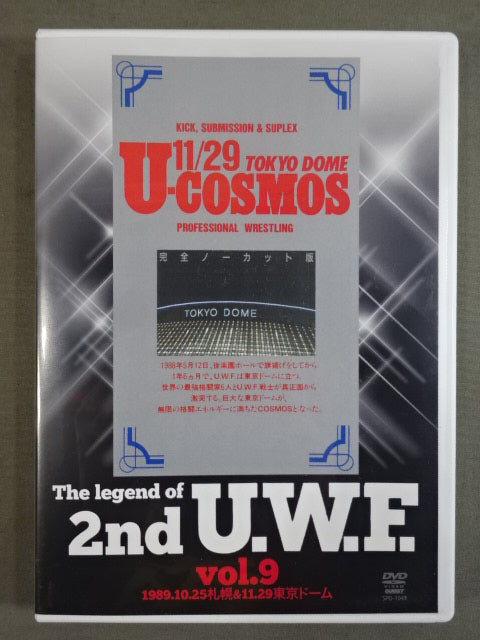 KICK, SUBMISSION & SUPLEX
11/29 TOKYO DOME
U-COSMOS
PROFESSIONAL WRESTLING
完全ノーカット版
TOKYO DOME
1988年5月12日、後楽園ホールで旗揚げをしてから
1年6ヵ月で、U.W.F.は東京ドームに立つ。
世界の最強格闘家6人とU.W.F.戦士が真正面から
激突する。巨大な東京ドームが、
無限の格闘エネルギーに満ちたCOSMOSとなった。
The legend of
2nd U.W.F.
vol.9
1989.10.25札幌&11.29東京ドーム
DVD
VIDEO
QUEST